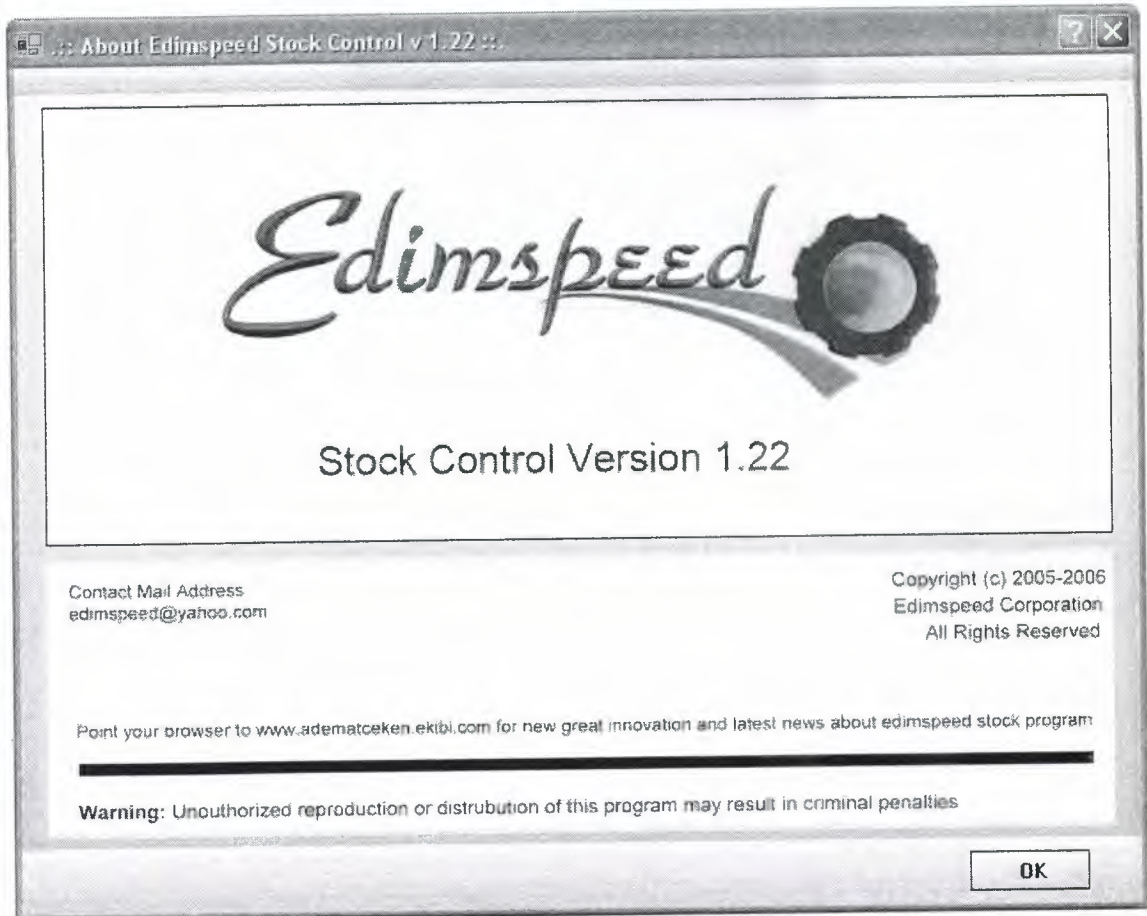 .:: About Edimspeed Stock Control v 1.22 ::.
Edimspeed
Stock Control Version 1.22
Contact Mail Address
edimspeed@yahoo.com
Copyright (c) 2005-2006
Edimspeed Corporation
All Rights Reserved
Point your browser to www.adematceken.ekibi.com for new great innovation and latest news about edimspeed stock program
Warning: Unouthorized reproduction or distrubution of this program may result in criminal penalties
OK